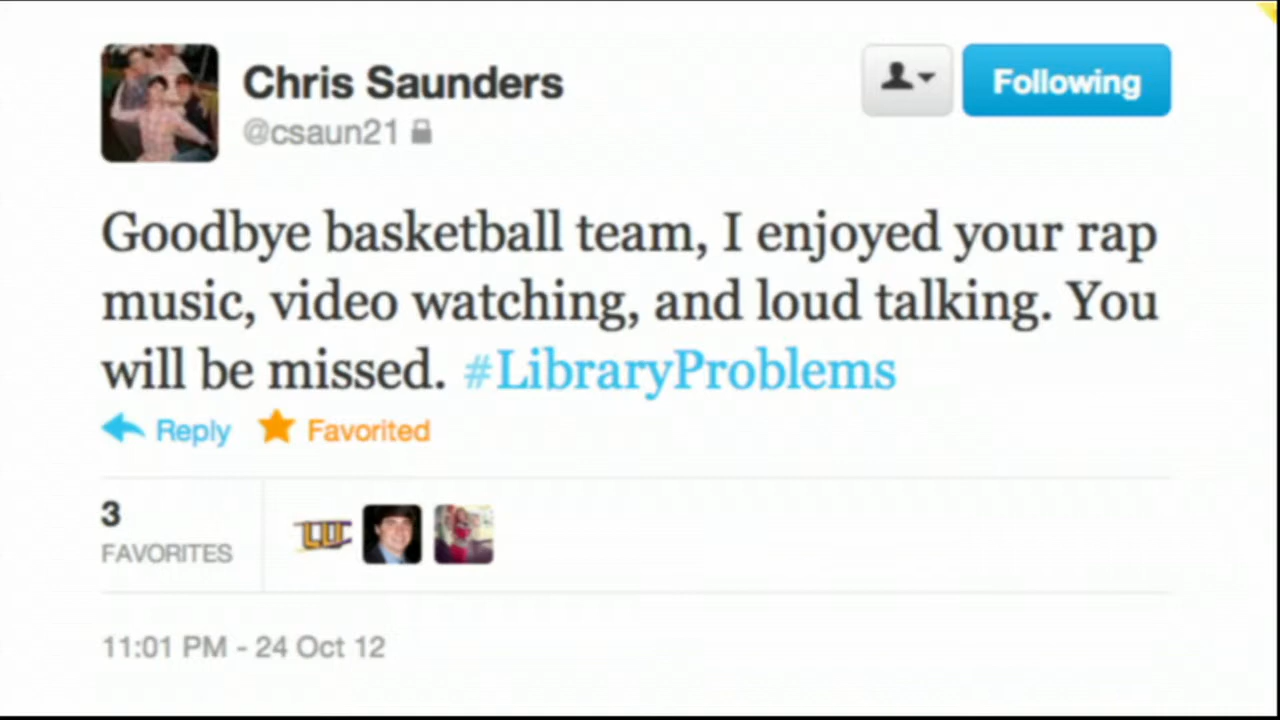 Chris Saunders
@csaun21
Following
Goodbye basketball team, I enjoyed your rap
music, video watching, and loud talking. You
will be missed. #LibraryProblems
Reply Favorited
3
FAVORITES
11:01 PM - 24 Oct 12